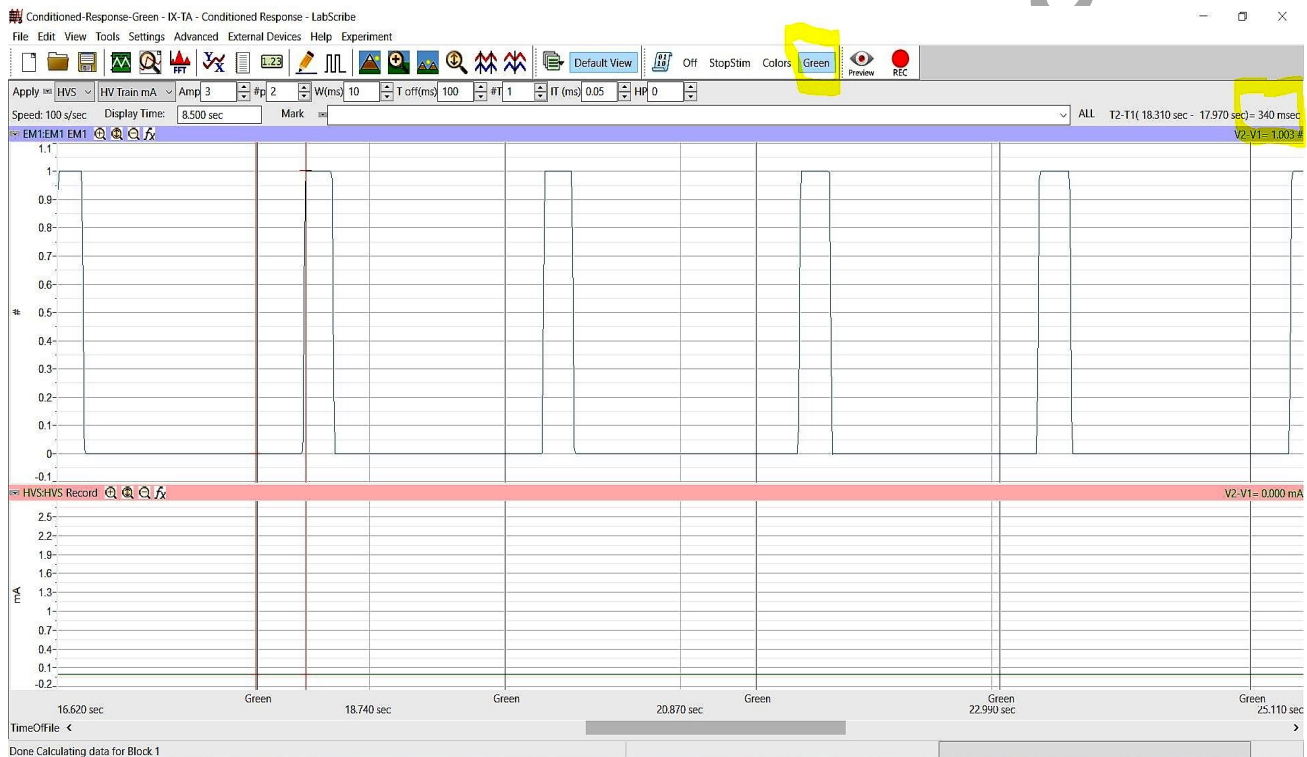 Conditioned-Response-Green - IX-TA - Conditioned Response - LabScribe
File Edit View Tools Settings Advanced External Devices Help Experiment
FFT Yx 1.23 Default View Off StopStim Colors Green Preview REC
Apply HVS HV Train mA Amp 3 #p 2 W(ms) 10 T off(ms) 100 #T 1 IT (ms) 0.05 HP 0
Speed: 100 s/sec Display Time: 8.500 sec Mark ALL T2-T1( 18.310 sec - 17.970 sec)= 340 msec
EM1:EM1 EM1 fx V2-V1= 1.003 #
1.1
1
0.9
0.8
0.7
0.6
# 0.5
0.4
0.3
0.2
0.1
0
-0.1
HVS:HVS Record fx V2-V1= 0.000 mA
2.5
2.2
1.9
1.6
mA 1.3
1
0.7
0.4
0.1
-0.2
Green Green Green Green Green
16.620 sec 18.740 sec 20.870 sec 22.990 sec 25.110 sec
TimeOfFile < >
Done Calculating data for Block 1